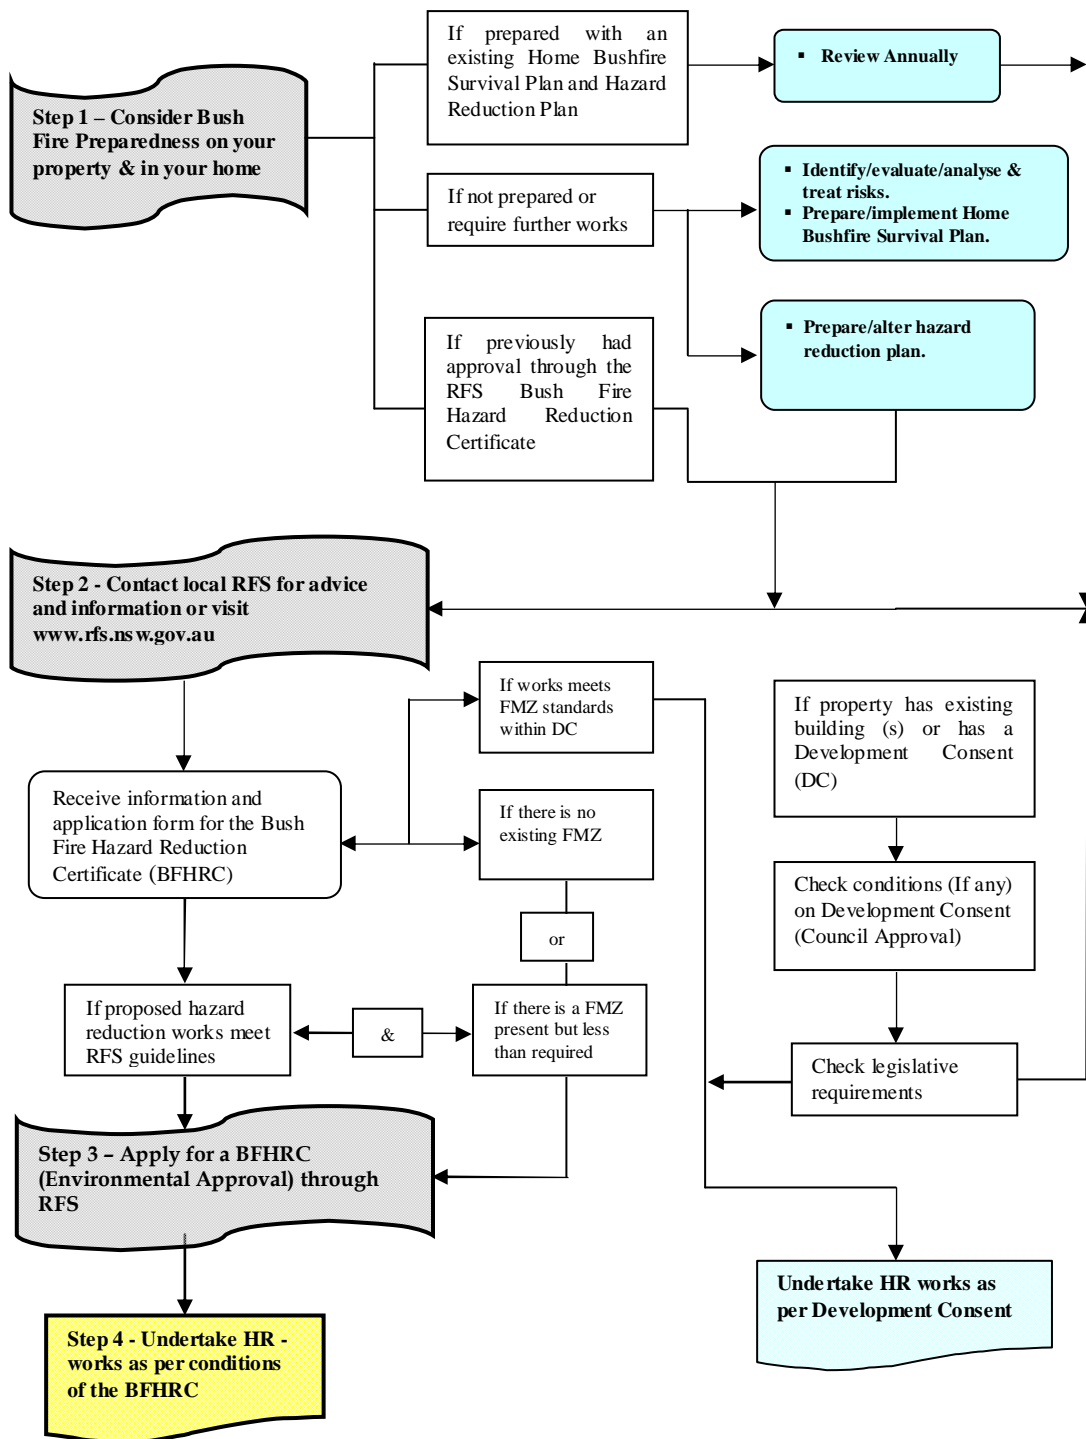 If prepared with an
existing Home Bushfire
Survival Plan and Hazard
Reduction Plan
▪ Review Annually
Step 1 – Consider Bush
Fire Preparedness on your
property & in your home
▪ Identify/evaluate/analyse &
treat risks.
▪ Prepare/implement Home
Bushfire Survival Plan.
If not prepared or
require further works
▪ Prepare/alter hazard
reduction plan.
If previously had
approval through the
RFS Bush Fire
Hazard Reduction
Certificate
Step 2 - Contact local RFS for advice
and information or visit
www.rfs.nsw.gov.au
If works meets
FMZ standards
within DC
If property has existing
building (s) or has a
Development Consent
(DC)
Receive information and
application form for the Bush
Fire Hazard Reduction
Certificate (BFHRC)
If there is no
existing FMZ
Check conditions (If any)
on Development Consent
(Council Approval)
or
If proposed hazard
reduction works meet
RFS guidelines
&
If there is a FMZ
present but less
than required
Check legislative
requirements
Step 3 – Apply for a BFHRC
(Environmental Approval) through
RFS
Undertake HR works as
per Development Consent
Step 4 - Undertake HR -
works as per conditions
of the BFHRC